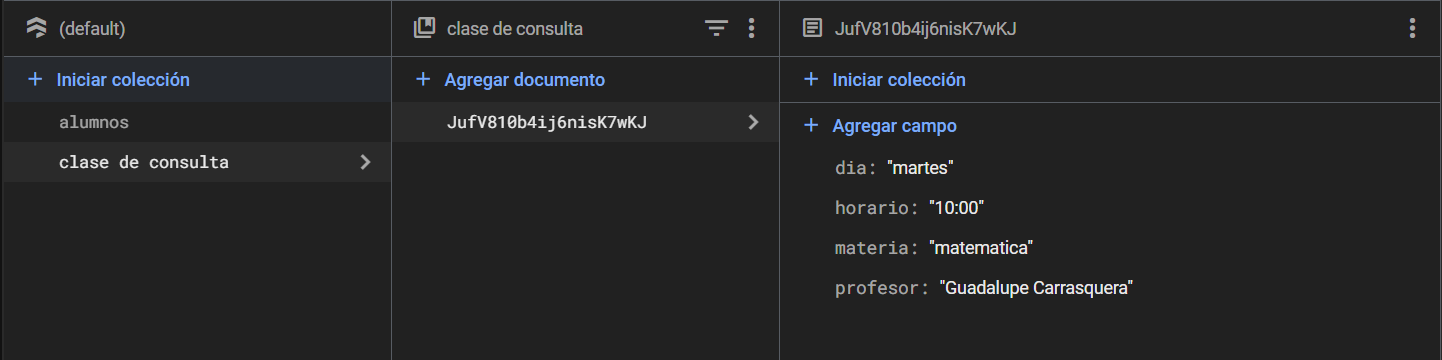 (default)
Iniciar colección
alumnos
clase de consulta
clase de consulta
Agregar documento
JufV810b4ij6nisK7wKJ
JufV810b4ij6nisK7wKJ
Iniciar colección
Agregar campo
dia: "martes"
horario: "10:00"
materia: "matematica"
profesor: "Guadalupe Carrasquera"